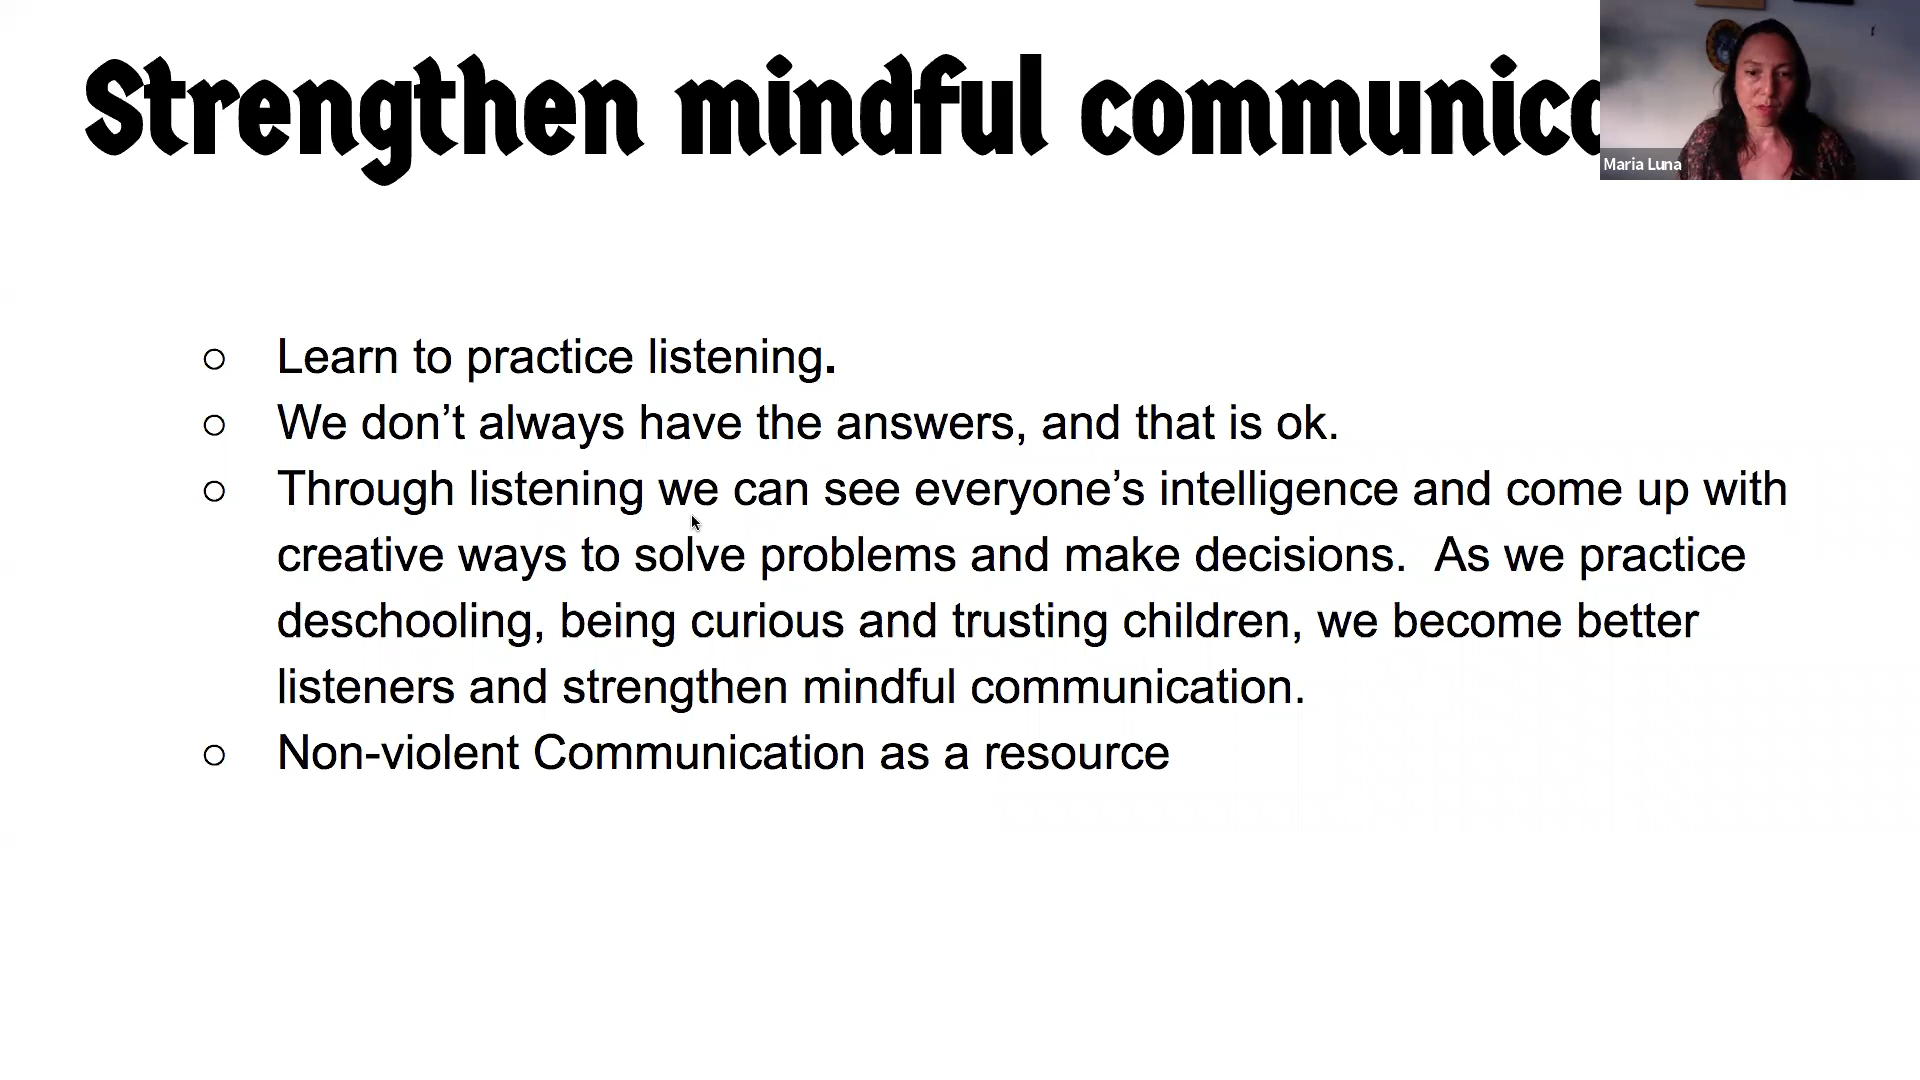 Strengthen mindful communica
Maria Luna
○ Learn to practice listening.
○ We don’t always have the answers, and that is ok.
○ Through listening we can see everyone’s intelligence and come up with
creative ways to solve problems and make decisions.  As we practice
deschooling, being curious and trusting children, we become better
listeners and strengthen mindful communication.
○ Non-violent Communication as a resource